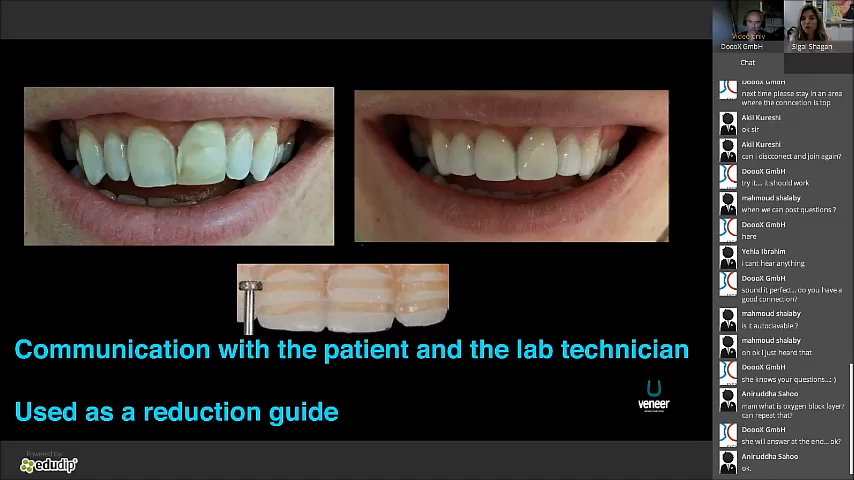 Communication with the patient and the lab technician
Used as a reduction guide
veneer
Powered by:
edudip
Video only
DoooX GmbH
Sigal Shagan
Chat
DoooX GmbH
next time please stay in an area
where the conncetion is top
Akil Kureshi
ok sir
Akil Kureshi
can i discconect and join again?
DoooX GmbH
try it.... it should work
mahmoud shalaby
when we can post questions ?
DoooX GmbH
here
Yehia Ibrahim
i cant hear anything
DoooX GmbH
sound it perfect... do you have a
good connection?
mahmoud shalaby
is it autoclavable ?
mahmoud shalaby
oh ok i just heard that
DoooX GmbH
she knows your questions...;-)
Aniruddha Sahoo
mam what is oxygen block layer?
can repeat that?
DoooX GmbH
she will answer at the end... ok?
Aniruddha Sahoo
ok.